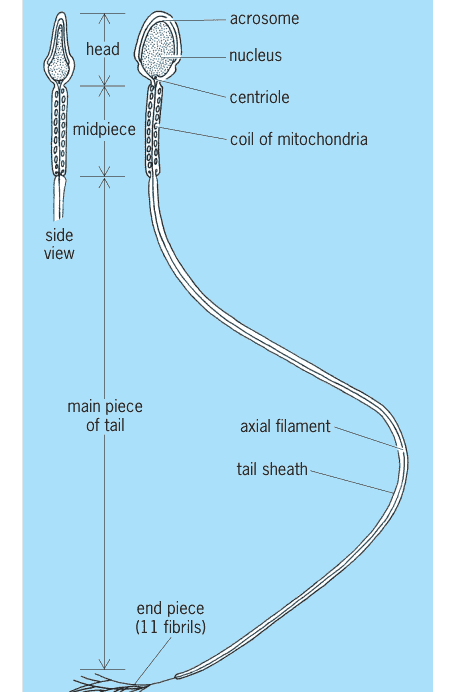 acrosome
head
nucleus
centriole
midpiece
coil of mitochondria
side
view
main piece
of tail
axial filament
tail sheath
end piece
(11 fibrils)